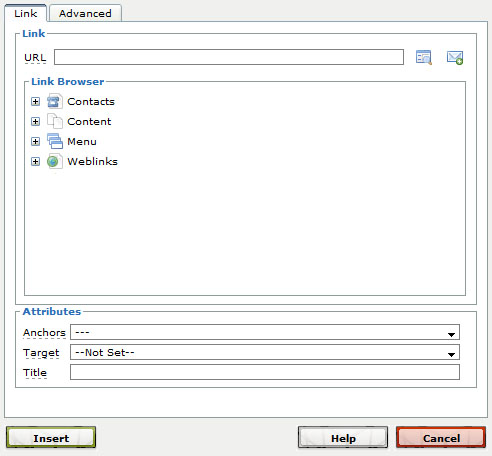 Link Advanced
Link
URL
Link Browser
Contacts
Content
Menu
Weblinks
Attributes
Anchors ---
Target --Not Set--
Title
Insert Help Cancel